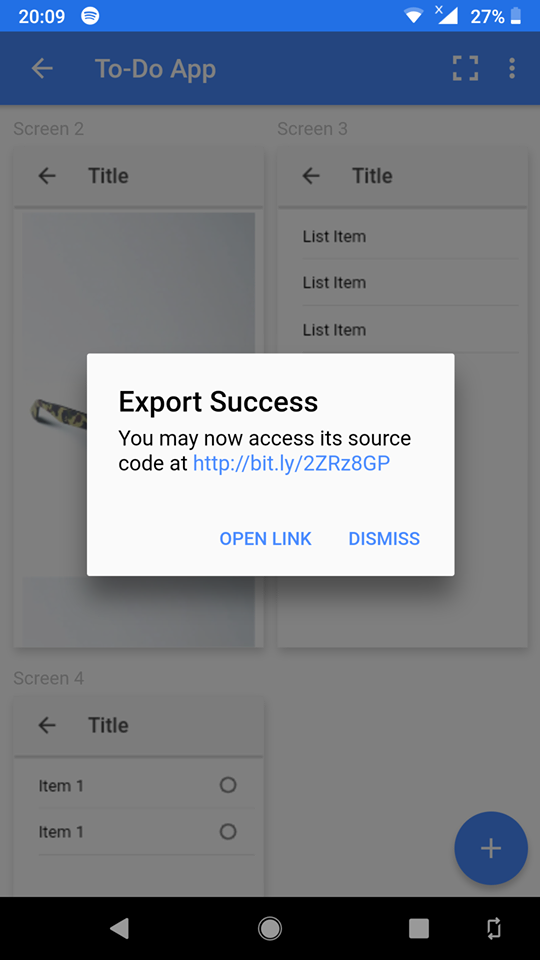 20:09
27%
To-Do App
Screen 2
Screen 3
Title
Title
List Item
List Item
List Item
Export Success
You may now access its source
code at http://bit.ly/2ZRz8GP
OPEN LINK
DISMISS
Screen 4
Title
Item 1
Item 1